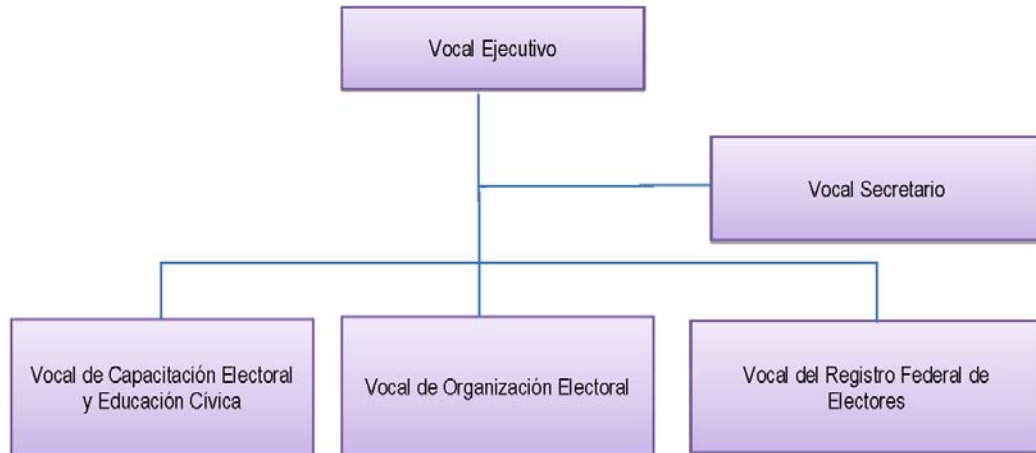 Vocal Ejecutivo
Vocal Secretario
Vocal de Capacitación Electoral
y Educación Cívica
Vocal de Organización Electoral
Vocal del Registro Federal de
Electores